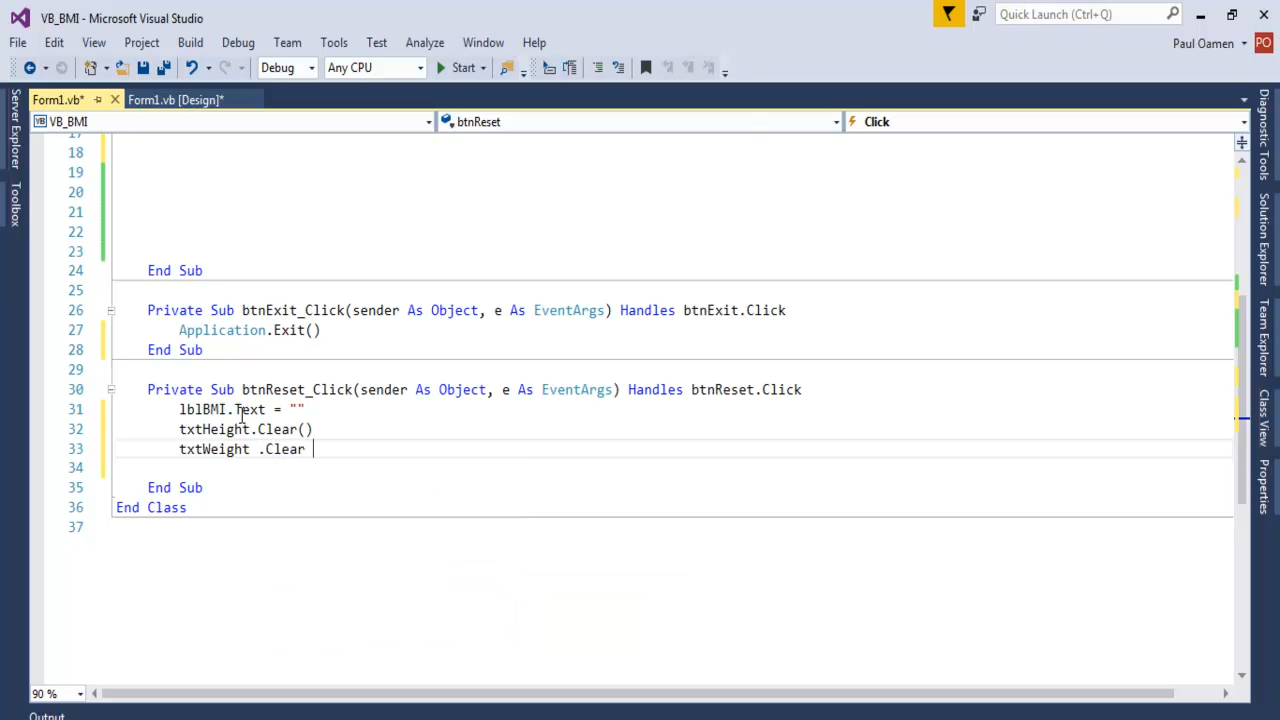 VB_BMI - Microsoft Visual Studio
Quick Launch (Ctrl+Q)
File Edit View Project Build Debug Team Tools Test Analyze Window Help
Paul Oamen PO
Debug Any CPU Start
Form1.vb* Form1.vb [Design]*
VB_BMI btnReset Click
17
18
19
20
21
22
23
24 End Sub
25
26 Private Sub btnExit_Click(sender As Object, e As EventArgs) Handles btnExit.Click
27 Application.Exit()
28 End Sub
29
30 Private Sub btnReset_Click(sender As Object, e As EventArgs) Handles btnReset.Click
31 lblBMI.Text = ""
32 txtHeight.Clear()
33 txtWeight .Clear
34
35 End Sub
36 End Class
37
90 %
Output
Server Explorer
Toolbox
Diagnostic Tools
Solution Explorer
Team Explorer
Class View
Properties